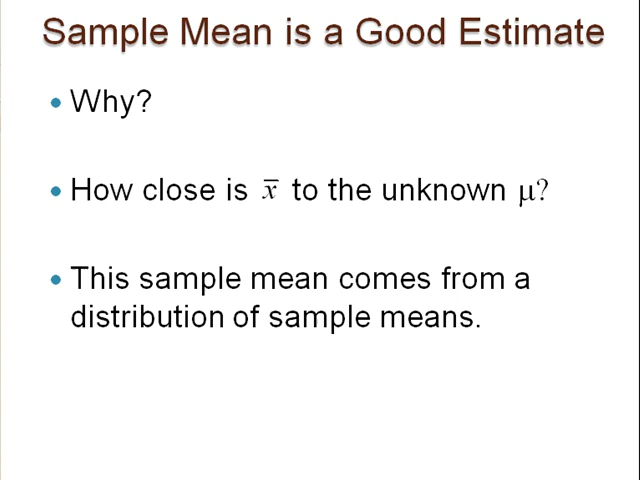 Sample Mean is a Good Estimate
• Why?
• How close is x̅ to the unknown μ?
• This sample mean comes from a
distribution of sample means.